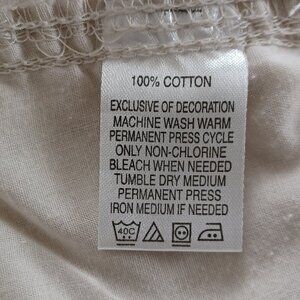 100% COTTON
EXCLUSIVE OF DECORATION
MACHINE WASH WARM
PERMANENT PRESS CYCLE
ONLY NON-CHLORINE
BLEACH WHEN NEEDED
TUMBLE DRY MEDIUM
PERMANENT PRESS
IRON MEDIUM IF NEEDED
40C